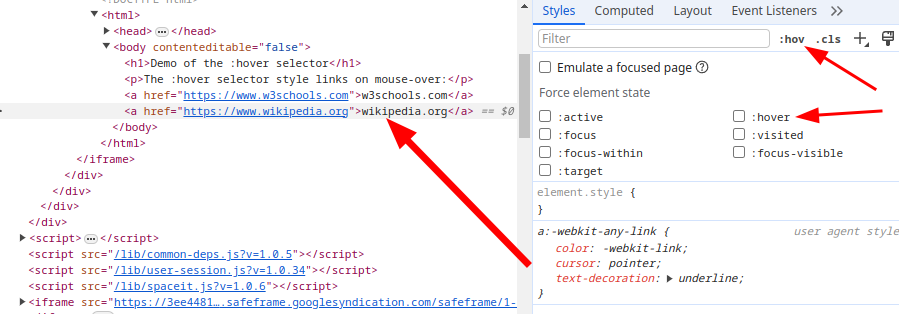 <html>
<head> </head>
<body contenteditable="false">
<h1>Demo of the :hover selector</h1>
<p>The :hover selector style links on mouse-over:</p>
<a href="https://www.w3schools.com">w3schools.com</a>
<a href="https://www.wikipedia.org">wikipedia.org</a> == $0
</body>
</html>
</iframe>
</div>
</div>
</div>
</div>
<script> </script>
<script src="/lib/common-deps.js?v=1.0.5"></script>
<script src="/lib/user-session.js?v=1.0.34"></script>
<script src="/lib/spaceit.js?v=1.0.6"></script>
<iframe src="https://3ee4481….safeframe.googlesyndication.com/safeframe/1-
Styles Computed Layout Event Listeners
Filter :hov .cls
Emulate a focused page
Force element state
:active :hover
:focus :visited
:focus-within :focus-visible
:target
element.style {
}
a:-webkit-any-link { user agent style
color: -webkit-link;
cursor: pointer;
text-decoration: underline;
}